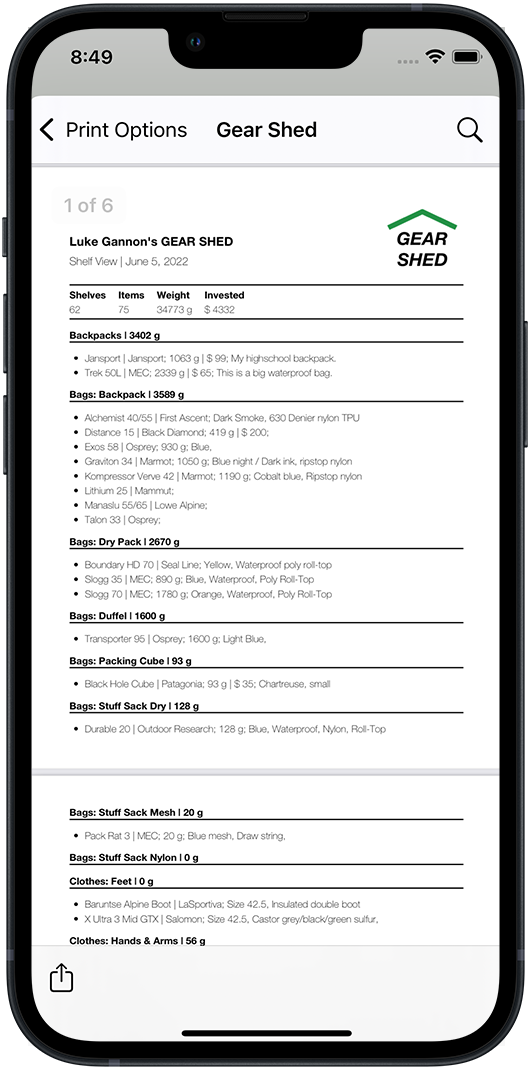 8:49
Print Options
Gear Shed
1 of 6
GEAR
SHED
Luke Gannon's GEAR SHED
Shelf View | June 5, 2022
Shelves Items Weight Invested
62 75 34773 g $ 4332
Backpacks | 3402 g
• Jansport | Jansport; 1063 g | $ 99; My highschool backpack.
• Trek 50L | MEC; 2339 g | $ 65; This is a big waterproof bag.
Bags: Backpack | 3589 g
• Alchemist 40/55 | First Ascent; Dark Smoke, 630 Denier nylon TPU
• Distance 15 | Black Diamond; 419 g | $ 200;
• Exos 58 | Osprey; 930 g; Blue,
• Graviton 34 | Marmot; 1050 g; Blue night / Dark ink, ripstop nylon
• Kompressor Verve 42 | Marmot; 1190 g; Cobalt blue, Ripstop nylon
• Lithium 25 | Mammut;
• Manaslu 55/65 | Lowe Alpine;
• Talon 33 | Osprey;
Bags: Dry Pack | 2670 g
• Boundary HD 70 | Seal Line; Yellow, Waterproof poly roll-top
• Slogg 35 | MEC; 890 g; Blue, Waterproof, Poly Roll-Top
• Slogg 70 | MEC; 1780 g; Orange, Waterproof, Poly Roll-Top
Bags: Duffel | 1600 g
• Transporter 95 | Osprey; 1600 g; Light Blue,
Bags: Packing Cube | 93 g
• Black Hole Cube | Patagonia; 93 g | $ 35; Chartreuse, small
Bags: Stuff Sack Dry | 128 g
• Durable 20 | Outdoor Research; 128 g; Blue, Waterproof, Nylon, Roll-Top
Bags: Stuff Sack Mesh | 20 g
• Pack Rat 3 | MEC; 20 g; Blue mesh, Draw string,
Bags: Stuff Sack Nylon | 0 g
Clothes: Feet | 0 g
• Baruntse Alpine Boot | LaSportiva; Size 42.5, Insulated double boot
• X Ultra 3 Mid GTX | Salomon; Size 42.5, Castor grey/black/green sulfur,
Clothes: Hands & Arms | 56 g